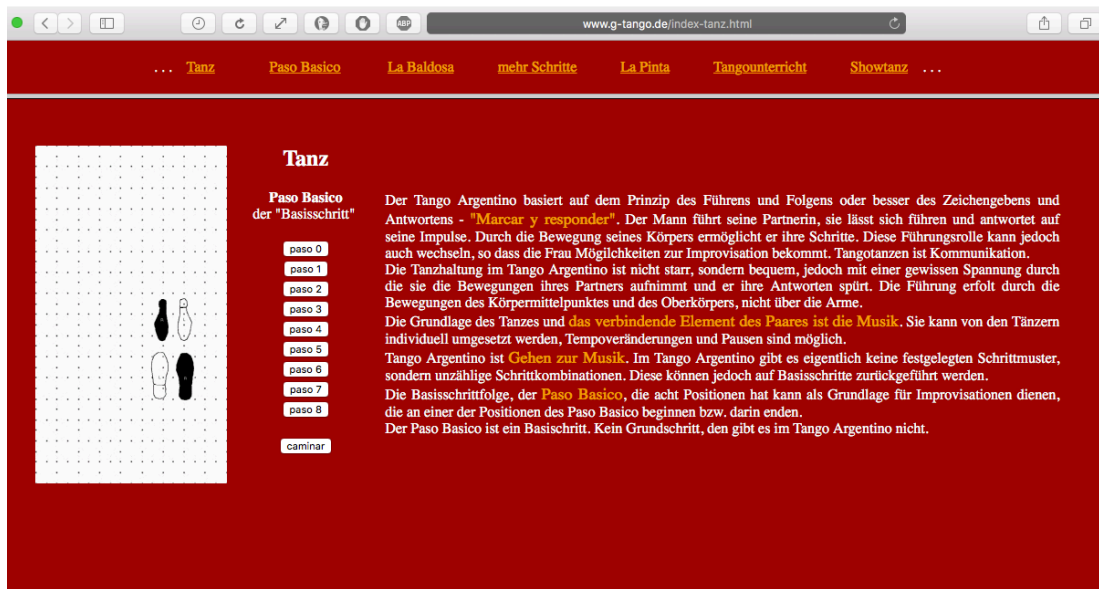 ABP
www.g-tango.de/index-tanz.html
... Tanz Paso Basico La Baldosa mehr Schritte La Pinta Tangounterricht Showtanz ...
Tanz
Paso Basico
der "Basisschritt"
paso 0
paso 1
paso 2
paso 3
paso 4
paso 5
paso 6
paso 7
paso 8
caminar
Der Tango Argentino basiert auf dem Prinzip des Führens und Folgens oder besser des Zeichengebens und
Antwortens - "Marcar y responder". Der Mann führt seine Partnerin, sie lässt sich führen und antwortet auf
seine Impulse. Durch die Bewegung seines Körpers ermöglicht er ihre Schritte. Diese Führungsrolle kann jedoch
auch wechseln, so dass die Frau Mögilchkeiten zur Improvisation bekommt. Tangotanzen ist Kommunikation.
Die Tanzhaltung im Tango Argentino ist nicht starr, sondern bequem, jedoch mit einer gewissen Spannung durch
die sie die Bewegungen ihres Partners aufnimmt und er ihre Antworten spürt. Die Führung erfolt durch die
Bewegungen des Körpermittelpunktes und des Oberkörpers, nicht über die Arme.
Die Grundlage des Tanzes und das verbindende Element des Paares ist die Musik. Sie kann von den Tänzern
individuell umgesetzt werden, Tempoveränderungen und Pausen sind möglich.
Tango Argentino ist Gehen zur Musik. Im Tango Argentino gibt es eigentlich keine festgelegten Schrittmuster,
sondern unzählige Schrittkombinationen. Diese können jedoch auf Basisschritte zurückgeführt werden.
Die Basisschrittfolge, der Paso Basico, die acht Positionen hat kann als Grundlage für Improvisationen dienen,
die an einer der Positionen des Paso Basico beginnen bzw. darin enden.
Der Paso Basico ist ein Basischritt. Kein Grundschritt, den gibt es im Tango Argentino nicht.